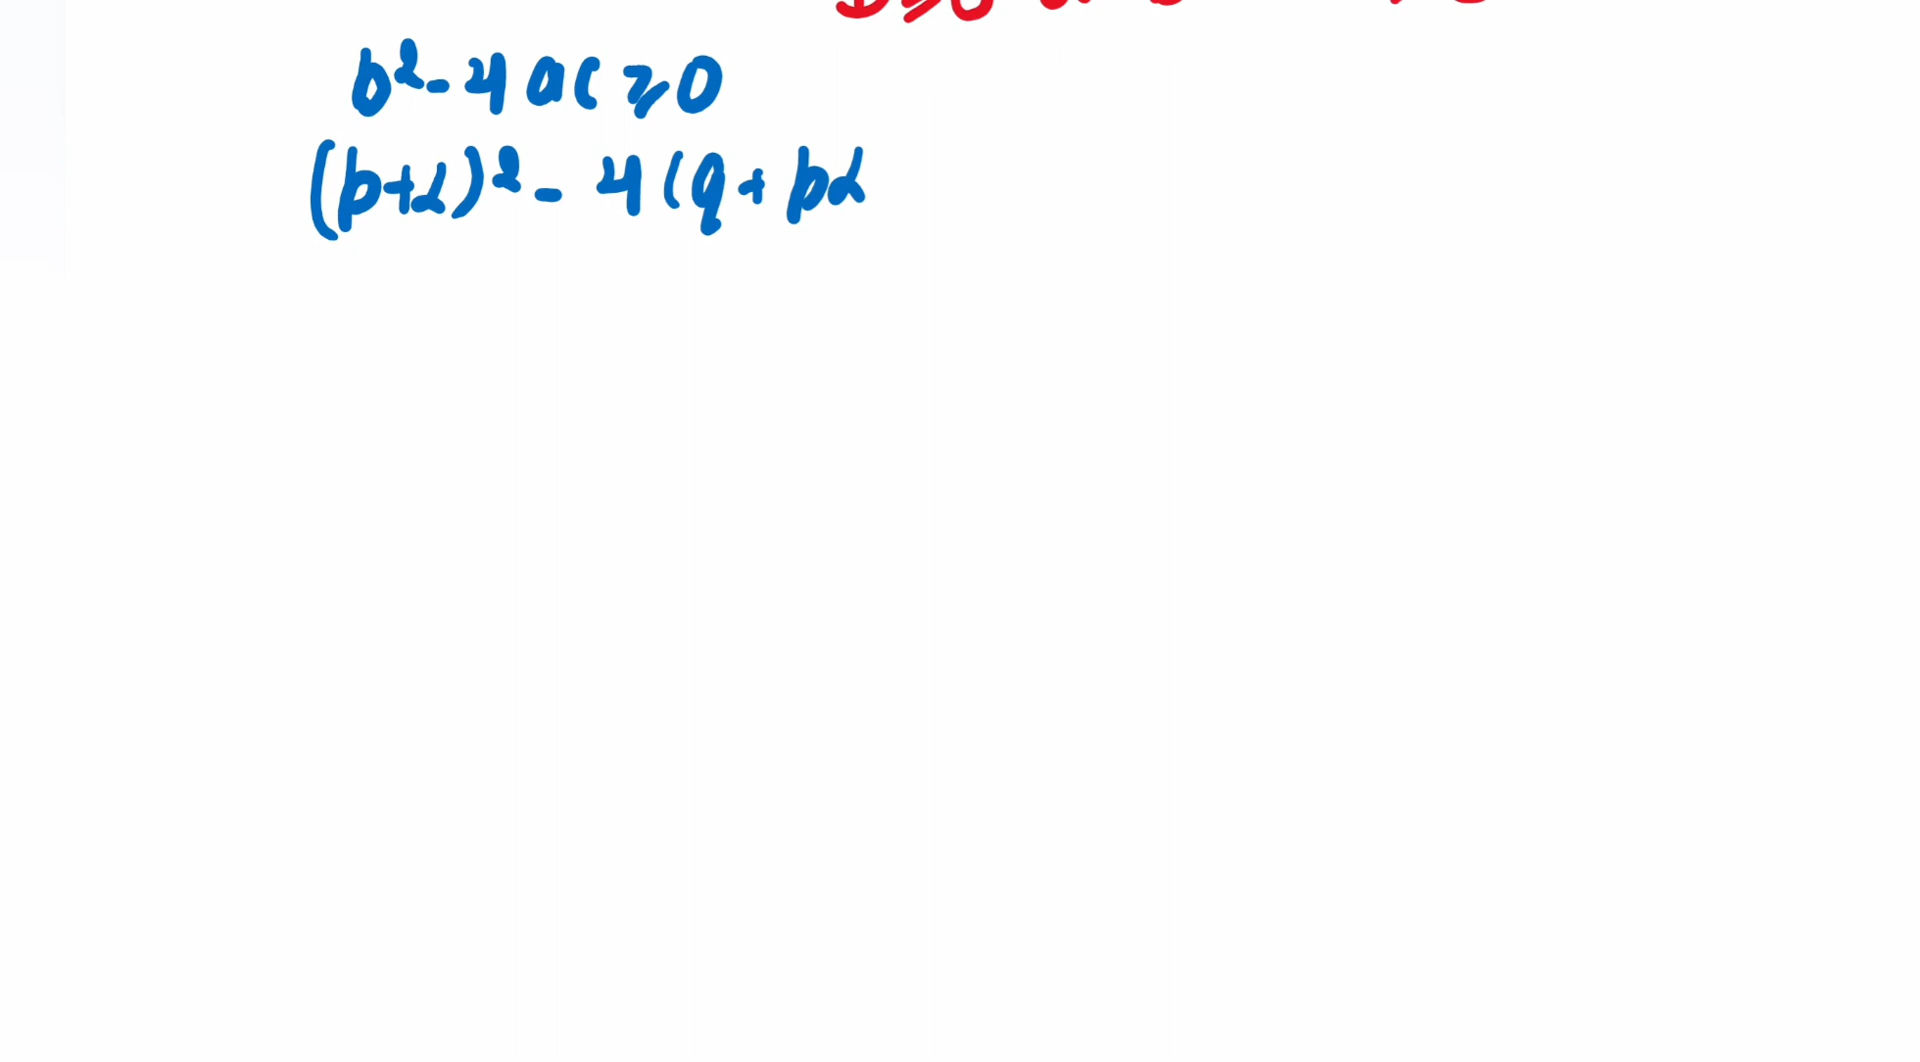 b² - 4ac ≥ 0
(p+α)² - 4(q + pα